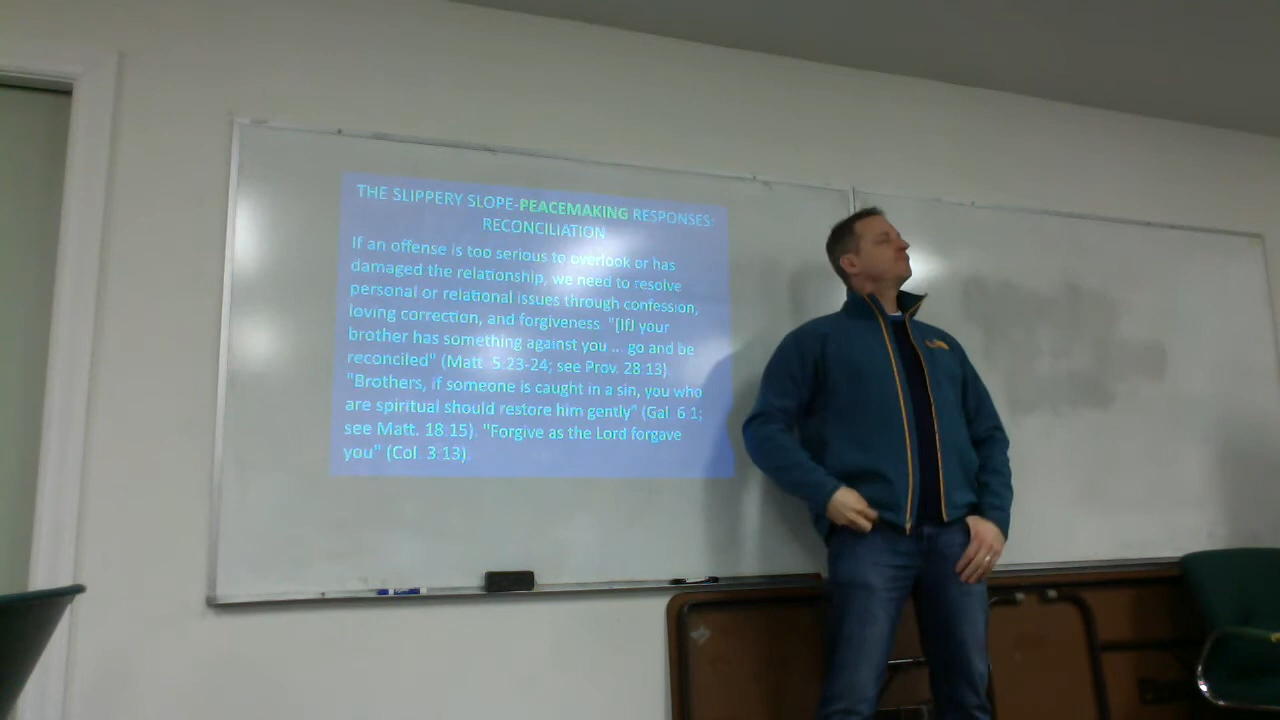 THE SLIPPERY SLOPE-PEACEMAKING RESPONSES:
RECONCILIATION
If an offense is too serious to overlook or has
damaged the relationship, we need to resolve
personal or relational issues through confession,
loving correction, and forgiveness. "[If] your
brother has something against you ... go and be
reconciled" (Matt. 5:23-24; see Prov. 28:13).
"Brothers, if someone is caught in a sin, you who
are spiritual should restore him gently" (Gal. 6:1;
see Matt. 18:15). "Forgive as the Lord forgave
you" (Col. 3:13).